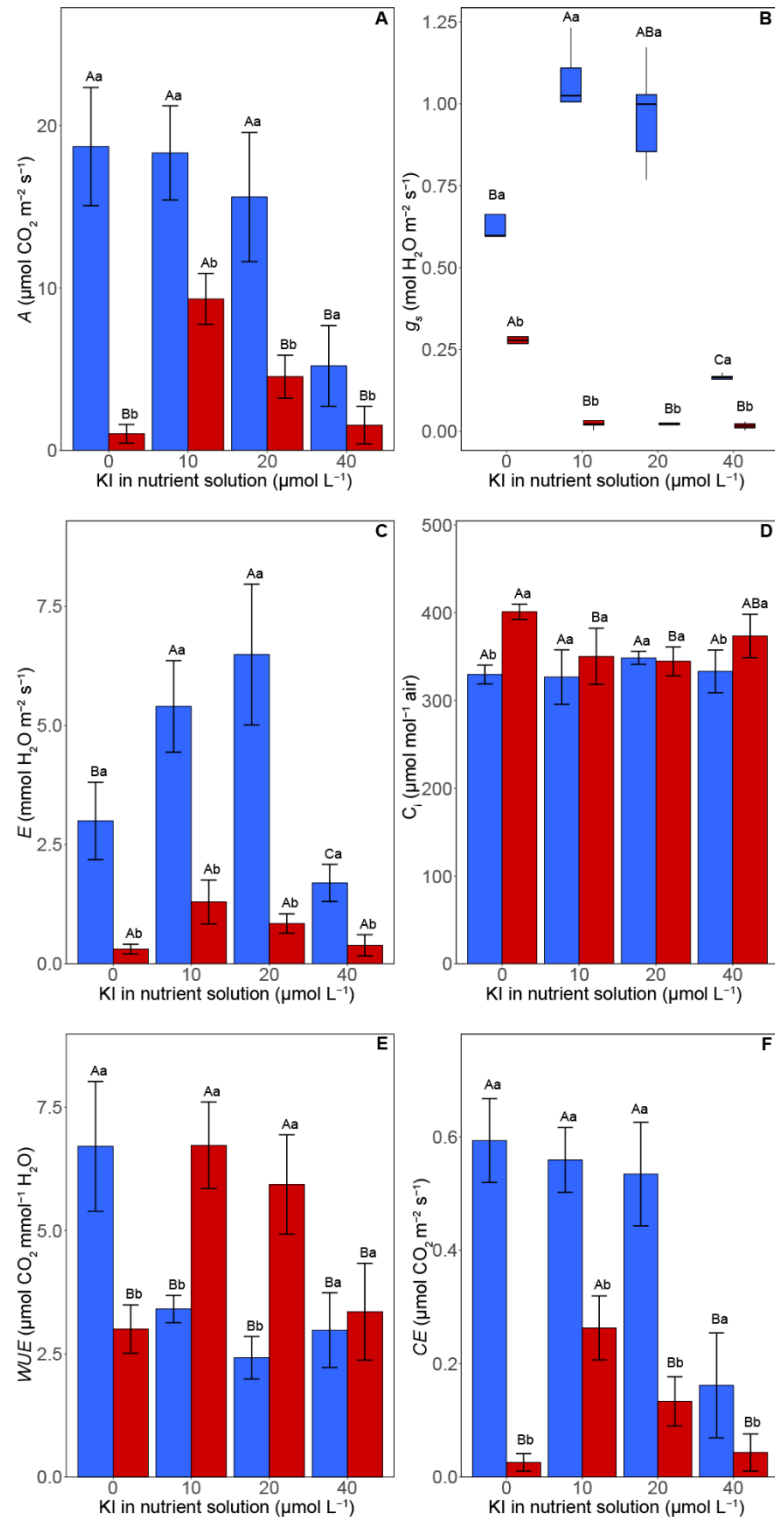 A
A (µmol CO₂ m⁻² s⁻¹)
20
10
0
Aa
Bb
Aa
Ab
Aa
Bb
Ba
Bb
0 10 20 40
KI in nutrient solution (µmol L⁻¹)
B
gₛ (mol H₂O m⁻² s⁻¹)
1.25
1.00
0.75
0.50
0.25
0.00
Ba
Ab
Aa
Bb
ABa
Bb
Ca
Bb
0 10 20 40
KI in nutrient solution (µmol L⁻¹)
C
E (mmol H₂O m⁻² s⁻¹)
7.5
5.0
2.5
0.0
Ba
Ab
Aa
Ab
Aa
Ab
Ca
Ab
0 10 20 40
KI in nutrient solution (µmol L⁻¹)
D
Cᵢ (µmol mol⁻¹ air)
500
400
300
200
100
0
Ab
Aa
Aa
Ba
Aa
Ba
Ab
ABa
0 10 20 40
KI in nutrient solution (µmol L⁻¹)
E
WUE (µmol CO₂ mmol⁻¹ H₂O)
7.5
5.0
2.5
0.0
Aa
Bb
Bb
Aa
Bb
Aa
Ba
Ba
0 10 20 40
KI in nutrient solution (µmol L⁻¹)
F
CE (µmol CO₂ m⁻² s⁻¹)
0.6
0.4
0.2
0.0
Aa
Bb
Aa
Ab
Aa
Bb
Ba
Bb
0 10 20 40
KI in nutrient solution (µmol L⁻¹)